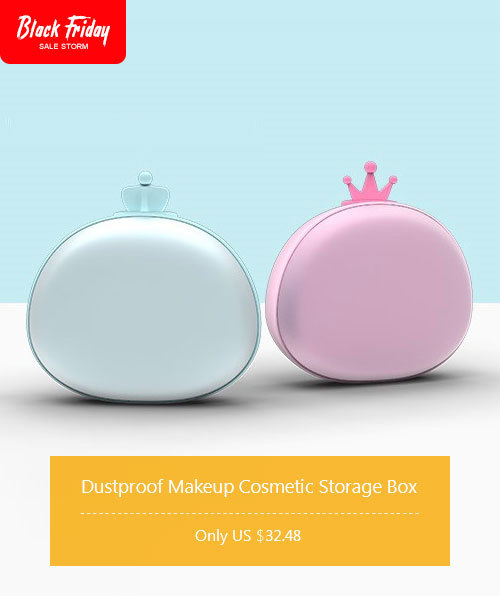 Black Friday
SALE STORM
Dustproof Makeup Cosmetic Storage Box
Only US $32.48